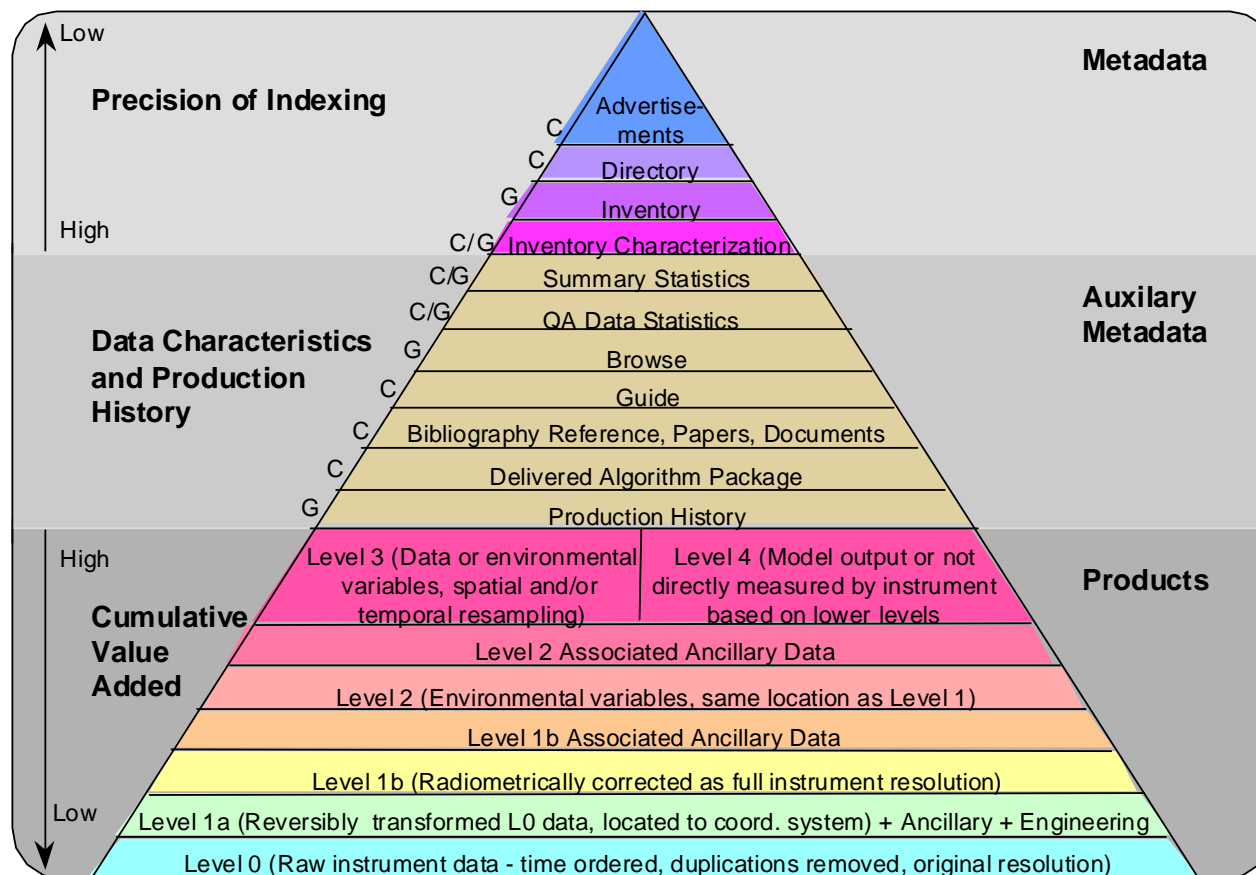 Low
Precision of Indexing
High
Metadata
C
Advertise-
ments
C
Directory
G
Inventory
C/G
Inventory Characterization
Data Characteristics
and Production
History
Auxilary
Metadata
C/G
Summary Statistics
C/G
QA Data Statistics
G
Browse
C
Guide
C
Bibliography Reference, Papers, Documents
C
Delivered Algorithm Package
G
Production History
High
Cumulative
Value
Added
Low
Products
Level 3 (Data or environmental
variables, spatial and/or
temporal resampling)
Level 4 (Model output or not
directly measured by instrument
based on lower levels
Level 2 Associated Ancillary Data
Level 2 (Environmental variables, same location as Level 1)
Level 1b Associated Ancillary Data
Level 1b (Radiometrically corrected as full instrument resolution)
Level 1a (Reversibly transformed L0 data, located to coord. system) + Ancillary + Engineering
Level 0 (Raw instrument data - time ordered, duplications removed, original resolution)